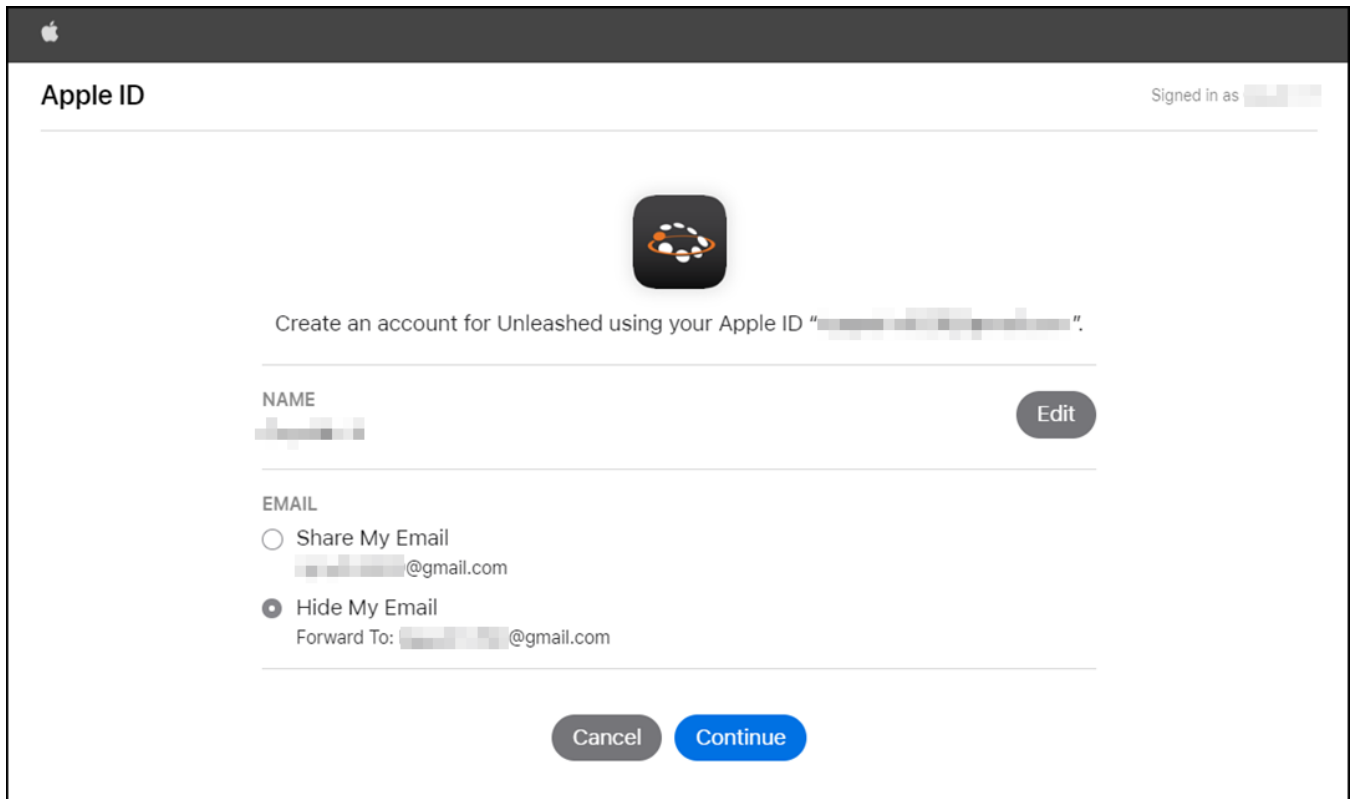 Apple ID
Signed in as
Create an account for Unleashed using your Apple ID “ ”.
NAME
Edit
EMAIL
Share My Email
@gmail.com
Hide My Email
Forward To: @gmail.com
Cancel
Continue